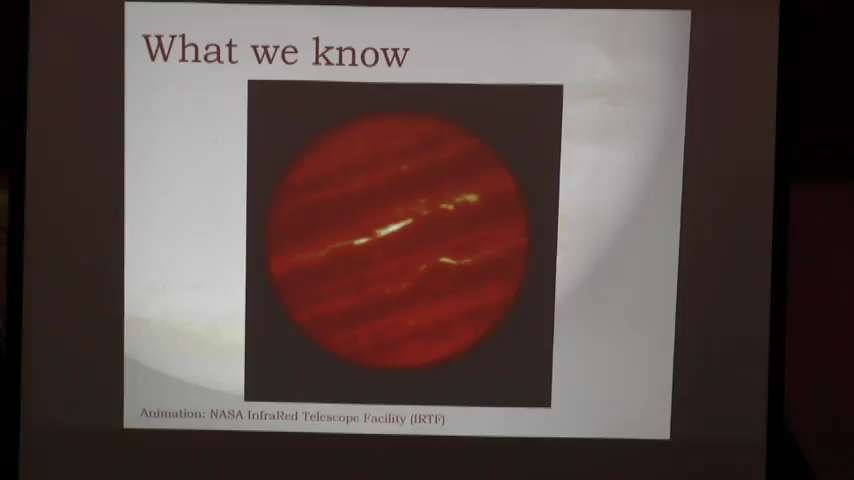 What we know
Animation: NASA InfraRed Telescope Facility (IRTF)